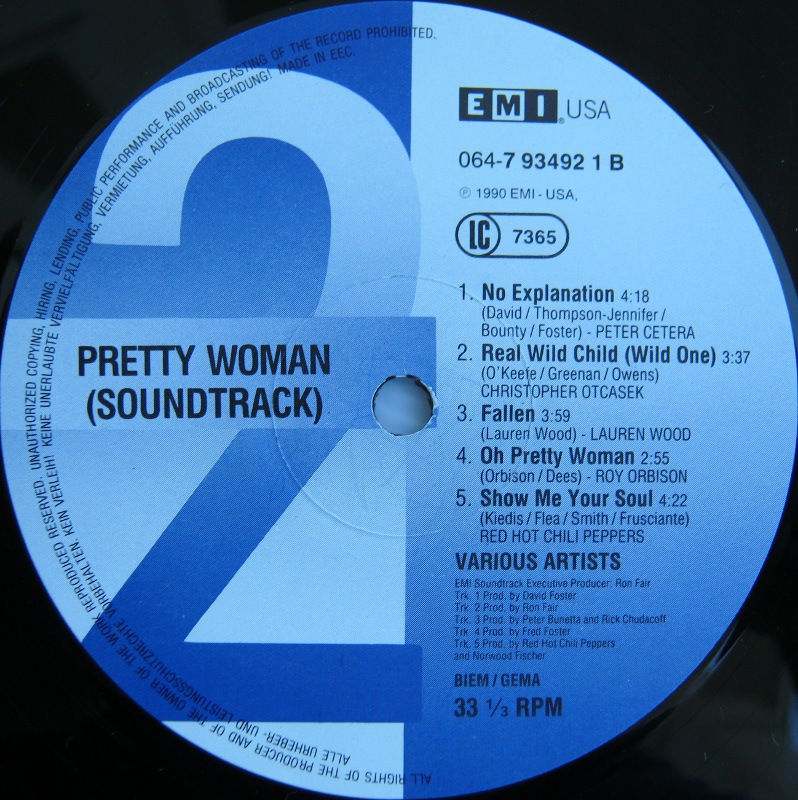 2
PRETTY WOMAN
(SOUNDTRACK)
EMI ® USA
064-7 93492 1 B
℗ 1990 EMI - USA,
LC 7365
1. No Explanation 4:18
(David / Thompson-Jennifer /
Bounty / Foster) - PETER CETERA
2. Real Wild Child (Wild One) 3:37
(O'Keefe / Greenan / Owens)
CHRISTOPHER OTCASEK
3. Fallen 3:59
(Lauren Wood) - LAUREN WOOD
4. Oh Pretty Woman 2:55
(Orbison / Dees) - ROY ORBISON
5. Show Me Your Soul 4:22
(Kiedis / Flea / Smith / Frusciante)
RED HOT CHILI PEPPERS
VARIOUS ARTISTS
EMI Soundtrack Executive Producer: Ron Fair
Trk. 1 Prod. by David Foster
Trk. 2 Prod. by Ron Fair
Trk. 3 Prod. by Peter Bunetta and Rick Chudacoff
Trk. 4 Prod. by Fred Foster
Trk. 5 Prod. by Red Hot Chili Peppers
and Norwood Fischer
BIEM / GEMA
33 ⅓ RPM
ALL RIGHTS OF THE PRODUCER AND OF THE OWNER OF THE WORK REPRODUCED RESERVED. UNAUTHORIZED COPYING, HIRING, LENDING, PUBLIC PERFORMANCE AND BROADCASTING OF THE RECORD PROHIBITED.
ALLE URHEBER- UND LEISTUNGSSCHUTZRECHTE VORBEHALTEN. KEIN VERLEIH! KEINE UNERLAUBTE VERVIELFÄLTIGUNG, VERMIETUNG, AUFFÜHRUNG, SENDUNG! MADE IN EEC.